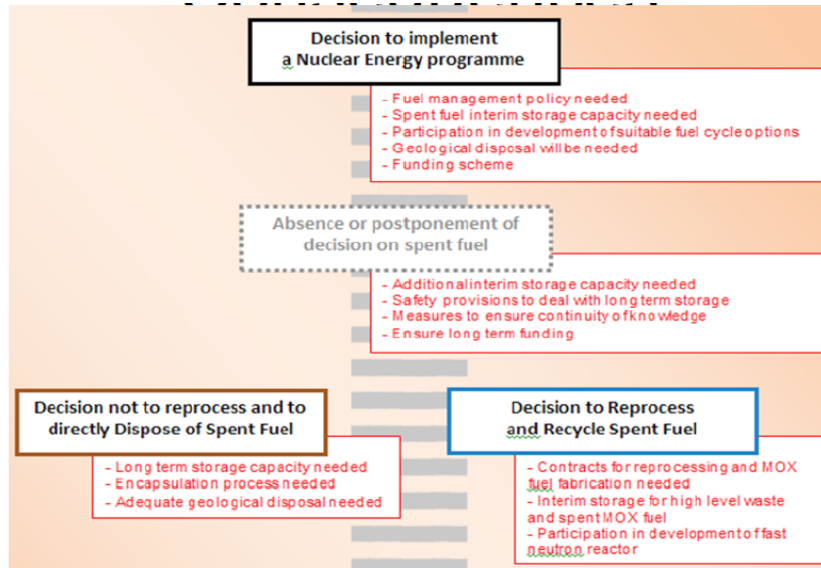 Decision to implement
a Nuclear Energy programme
- Fuel management policy needed
- Spent fuel interim storage capacity needed
- Participation in development of suitable fuel cycle options
- Geological disposal will be needed
- Funding scheme
Absence or postponement of
decision on spent fuel
- Additional interim storage capacity needed
- Safety provisions to deal with long term storage
- Measures to ensure continuity of knowledge
- Ensure long term funding
Decision not to reprocess and to
directly Dispose of Spent Fuel
- Long term storage capacity needed
- Encapsulation process needed
- Adequate geological disposal needed
Decision to Reprocess
and Recycle Spent Fuel
- Contracts for reprocessing and MOX
fuel fabrication needed
- Interim storage for high level waste
and spent MOX fuel
- Participation in development of fast
neutron reactor